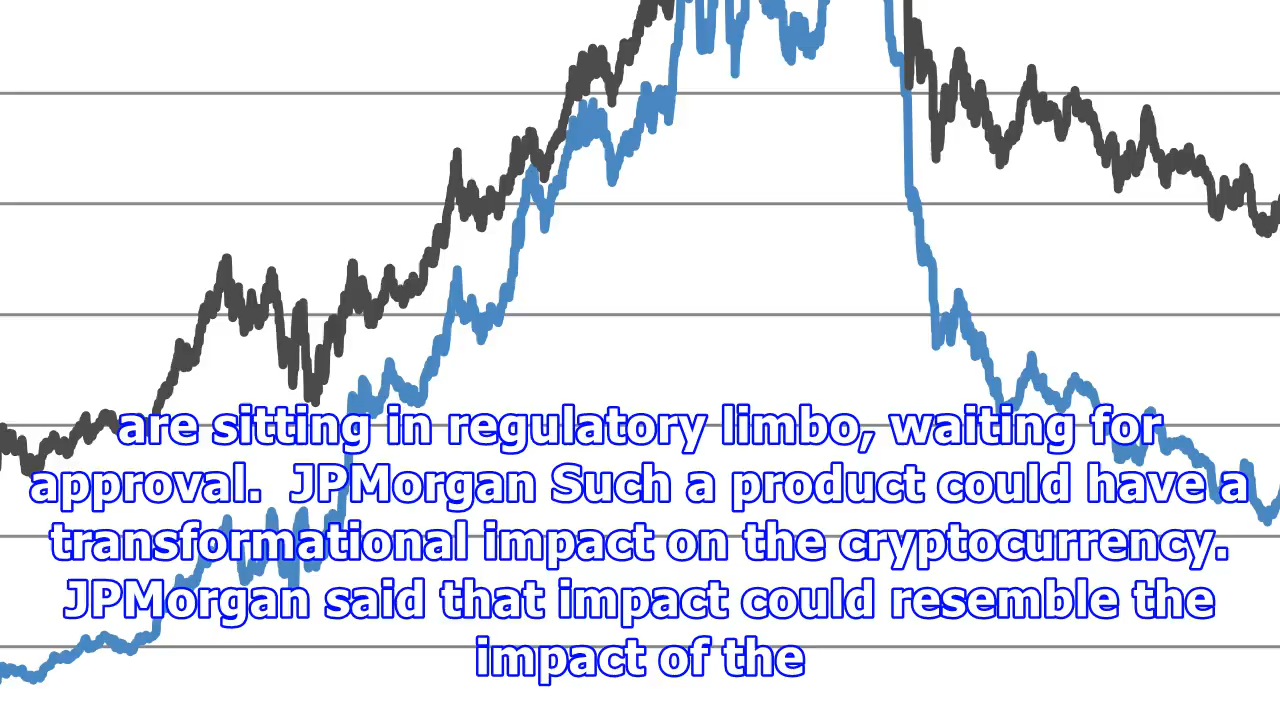 are sitting in regulatory limbo, waiting for
approval.  JPMorgan Such a product could have a
transformational impact on the cryptocurrency.
JPMorgan said that impact could resemble the
impact of the